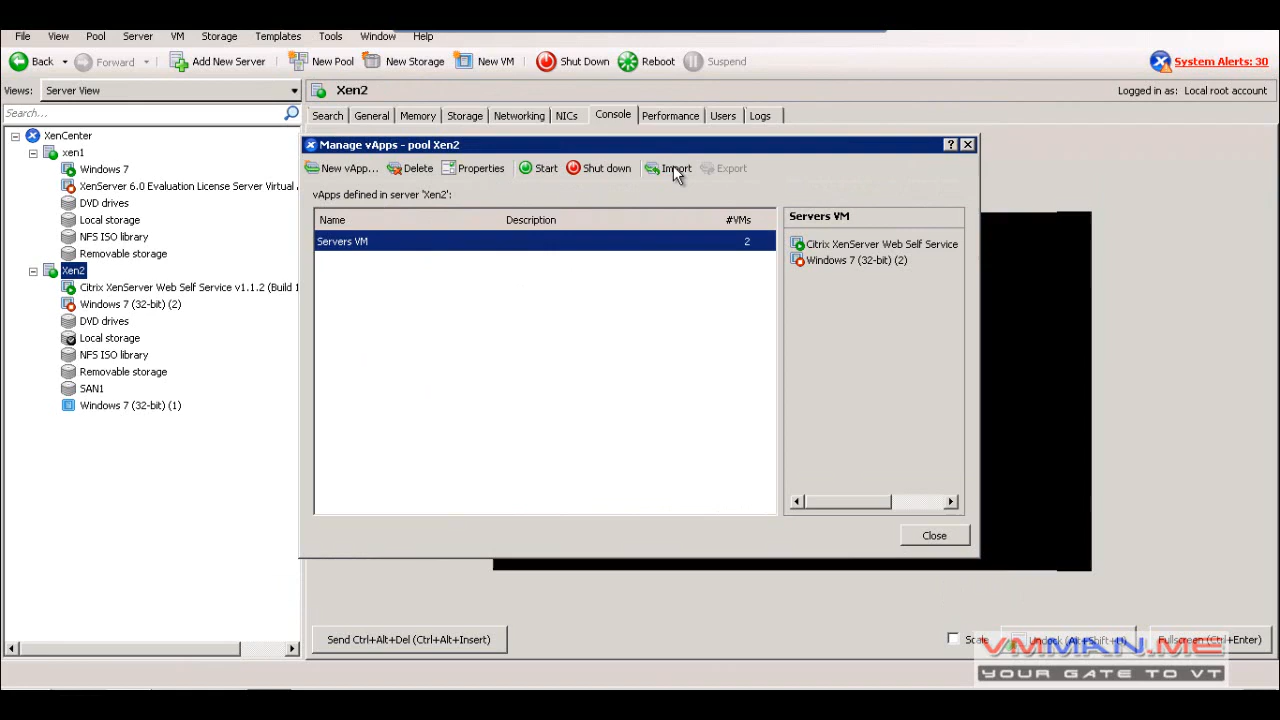 File View Pool Server VM Storage Templates Tools Window Help
Back Forward Add New Server New Pool New Storage New VM Shut Down Reboot Suspend System Alerts: 30
Views: Server View
Xen2 Logged in as: Local root account
Search...
Search General Memory Storage Networking NICs Console Performance Users Logs
XenCenter
xen1
Windows 7
XenServer 6.0 Evaluation License Server Virtual
DVD drives
Local storage
NFS ISO library
Removable storage
Xen2
Citrix XenServer Web Self Service v1.1.2 (Build 1
Windows 7 (32-bit) (2)
DVD drives
Local storage
NFS ISO library
Removable storage
SAN1
Windows 7 (32-bit) (1)
Manage vApps - pool Xen2
New vApp... Delete Properties Start Shut down Import Export
vApps defined in server 'Xen2':
Name Description #VMs
Servers VM 2
Servers VM
Citrix XenServer Web Self Service
Windows 7 (32-bit) (2)
Close
Send Ctrl+Alt+Del (Ctrl+Alt+Insert)
Scale Undock (Alt+Shift+U) Fullscreen (Ctrl+Enter)
VMMAN.ME
YOUR GATE TO VT